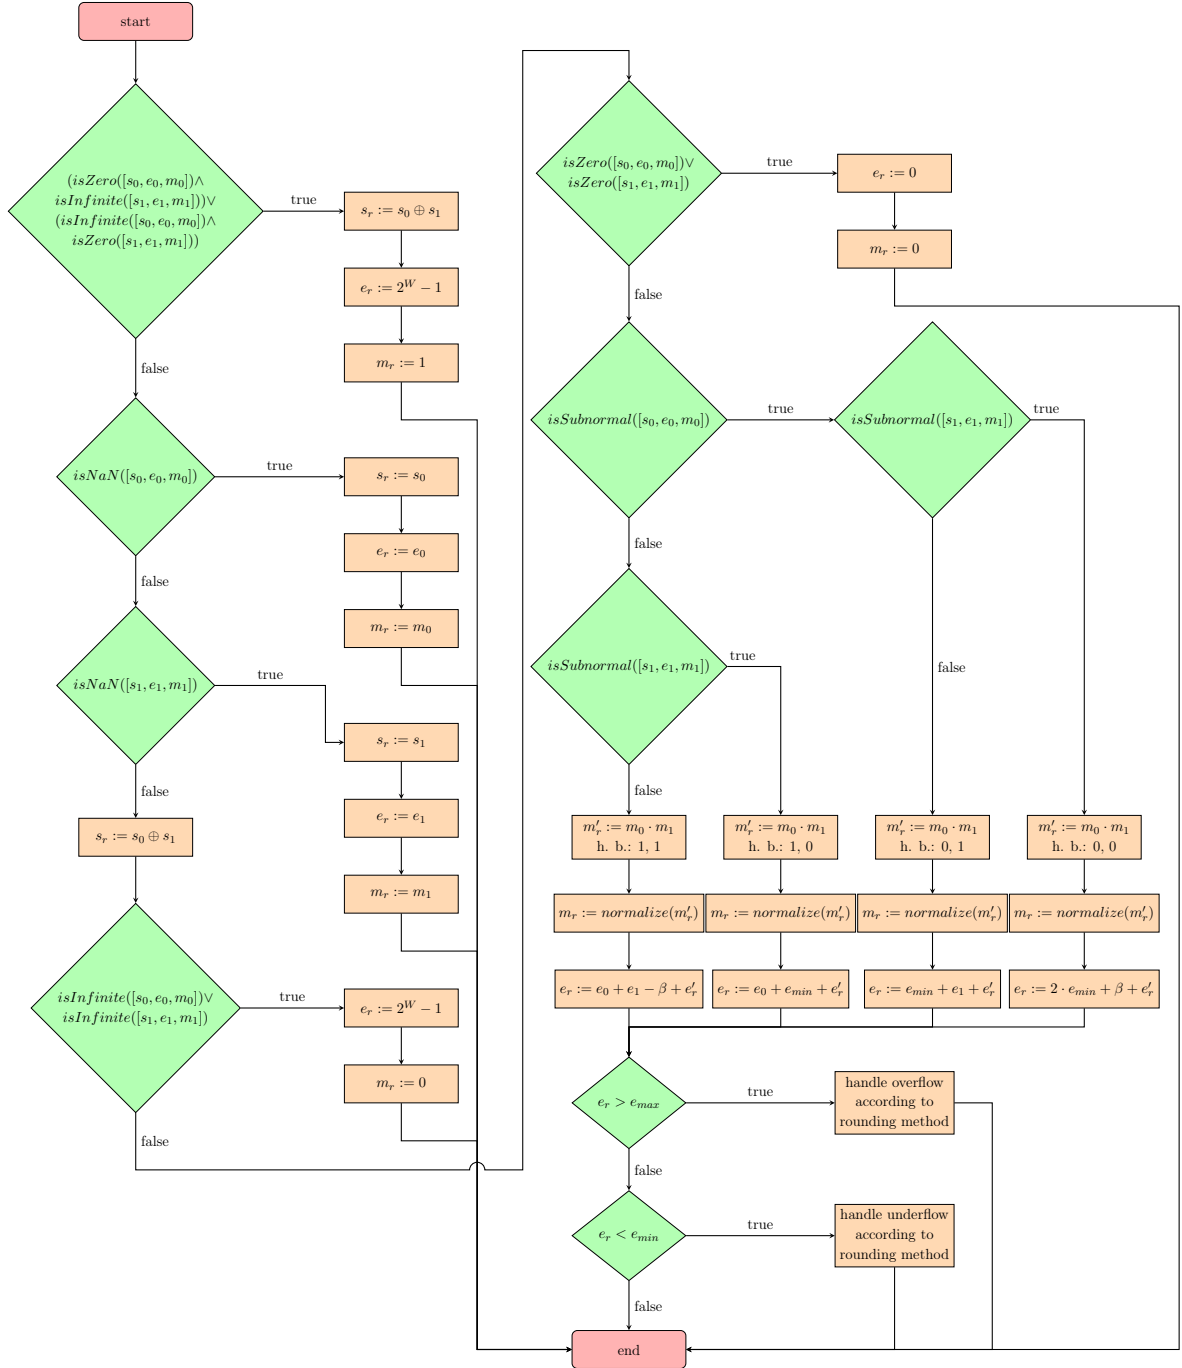 start
(isZero([s₀, e₀, m₀])∧
isInfinite([s₁, e₁, m₁]))∨
(isInfinite([s₀, e₀, m₀])∧
isZero([s₁, e₁, m₁]))
true
sᵣ := s₀ ⊕ s₁
eᵣ := 2^W − 1
mᵣ := 1
false
isNaN([s₀, e₀, m₀])
true
sᵣ := s₀
eᵣ := e₀
mᵣ := m₀
false
isNaN([s₁, e₁, m₁])
true
sᵣ := s₁
eᵣ := e₁
mᵣ := m₁
false
sᵣ := s₀ ⊕ s₁
isInfinite([s₀, e₀, m₀])∨
isInfinite([s₁, e₁, m₁])
true
eᵣ := 2^W − 1
mᵣ := 0
false
isZero([s₀, e₀, m₀])∨
isZero([s₁, e₁, m₁])
true
eᵣ := 0
mᵣ := 0
false
isSubnormal([s₀, e₀, m₀])
true
isSubnormal([s₁, e₁, m₁])
true
false
false
isSubnormal([s₁, e₁, m₁])
true
false
m′ᵣ := m₀ · m₁
h. b.: 1, 1
m′ᵣ := m₀ · m₁
h. b.: 1, 0
m′ᵣ := m₀ · m₁
h. b.: 0, 1
m′ᵣ := m₀ · m₁
h. b.: 0, 0
mᵣ := normalize(m′ᵣ)
mᵣ := normalize(m′ᵣ)
mᵣ := normalize(m′ᵣ)
mᵣ := normalize(m′ᵣ)
eᵣ := e₀ + e₁ − β + e′ᵣ
eᵣ := e₀ + e_min + e′ᵣ
eᵣ := e_min + e₁ + e′ᵣ
eᵣ := 2 · e_min + β + e′ᵣ
eᵣ > e_max
true
handle overflow
according to
rounding method
false
eᵣ < e_min
true
handle underflow
according to
rounding method
false
end